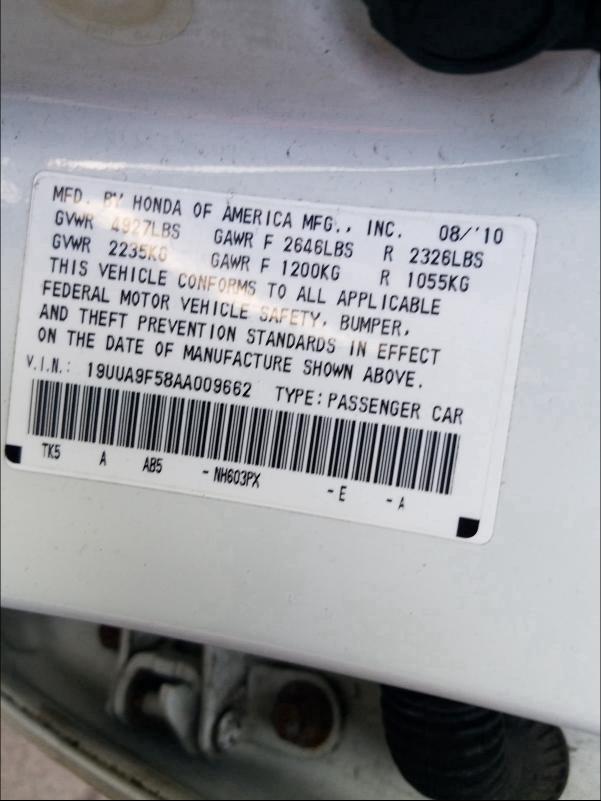 MFD. BY HONDA OF AMERICA MFG., INC. 08/'10
GVWR 4927LBS GAWR F 2646LBS R 2326LBS
GVWR 2235KG GAWR F 1200KG R 1055KG
THIS VEHICLE CONFORMS TO ALL APPLICABLE
FEDERAL MOTOR VEHICLE SAFETY, BUMPER,
AND THEFT PREVENTION STANDARDS IN EFFECT
ON THE DATE OF MANUFACTURE SHOWN ABOVE.
V.I.N.: 19UUA9F58AA009662 TYPE: PASSENGER CAR
TK5 A AB5 - NH603PX - E - A